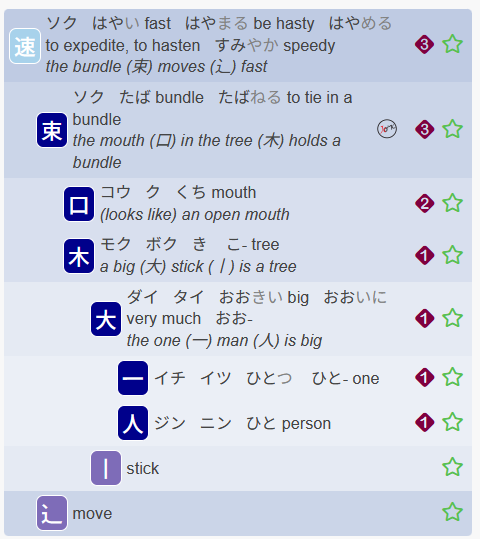 速 ソク はやい fast はやまる be hasty はやめる
to expedite, to hasten すみやか speedy 3
the bundle (束) moves (⻌) fast
束 ソク たば bundle たばねる to tie in a
bundle 3
the mouth (口) in the tree (木) holds a
bundle
口 コウ ク くち mouth 2
(looks like) an open mouth
木 モク ボク き こ- tree 1
a big (大) stick (丨) is a tree
大 ダイ タイ おおきい big おおいに
very much おお- 1
the one (一) man (人) is big
一 イチ イツ ひとつ ひと- one 1
人 ジン ニン ひと person 1
丨 stick
⻌ move